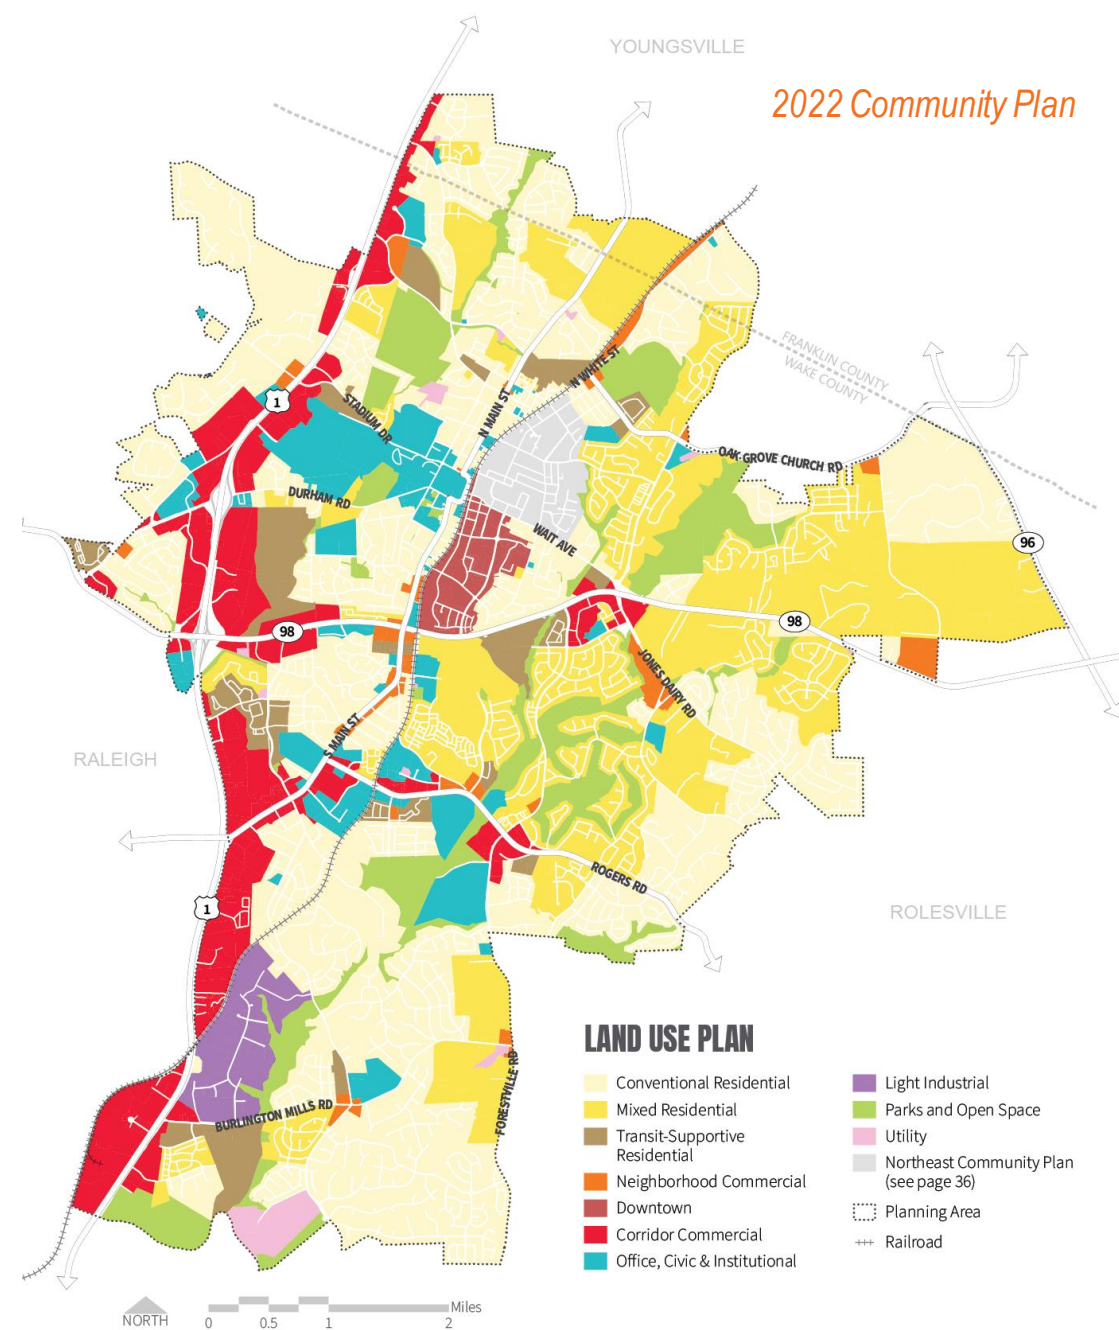 YOUNGSVILLE
2022 Community Plan
FRANKLIN COUNTY
WAKE COUNTY
N WHITE ST
1
STADIUM DR
N MAIN ST
OAK GROVE CHURCH RD
DURHAM RD
WAIT AVE
96
98
98
JONES DAIRY RD
S MAIN ST
RALEIGH
ROGERS RD
1
ROLESVILLE
FORESTVILLE RD
BURLINGTON MILLS RD
LAND USE PLAN
Conventional Residential
Mixed Residential
Transit-Supportive
Residential
Neighborhood Commercial
Downtown
Corridor Commercial
Office, Civic & Institutional
Light Industrial
Parks and Open Space
Utility
Northeast Community Plan
(see page 36)
Planning Area
Railroad
NORTH
0 0.5 1 2
Miles